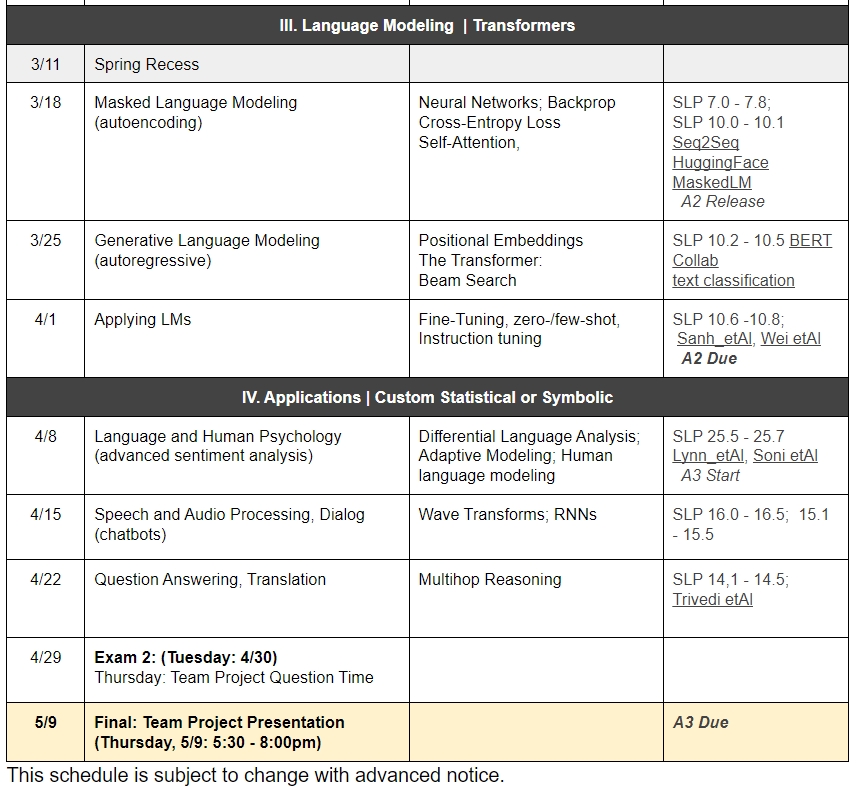 III. Language Modeling | Transformers
3/11 Spring Recess
3/18 Masked Language Modeling
(autoencoding)
Neural Networks; Backprop
Cross-Entropy Loss
Self-Attention,
SLP 7.0 - 7.8;
SLP 10.0 - 10.1
Seq2Seq
HuggingFace
MaskedLM
A2 Release
3/25 Generative Language Modeling
(autoregressive)
Positional Embeddings
The Transformer:
Beam Search
SLP 10.2 - 10.5 BERT
Collab
text classification
4/1 Applying LMs
Fine-Tuning, zero-/few-shot,
Instruction tuning
SLP 10.6 -10.8;
Sanh_etAl, Wei etAl
A2 Due
IV. Applications | Custom Statistical or Symbolic
4/8 Language and Human Psychology
(advanced sentiment analysis)
Differential Language Analysis;
Adaptive Modeling; Human
language modeling
SLP 25.5 - 25.7
Lynn_etAl, Soni etAl
A3 Start
4/15 Speech and Audio Processing, Dialog
(chatbots)
Wave Transforms; RNNs
SLP 16.0 - 16.5; 15.1
- 15.5
4/22 Question Answering, Translation
Multihop Reasoning
SLP 14,1 - 14.5;
Trivedi etAl
4/29 Exam 2: (Tuesday: 4/30)
Thursday: Team Project Question Time
5/9 Final: Team Project Presentation
(Thursday, 5/9: 5:30 - 8:00pm)
A3 Due
This schedule is subject to change with advanced notice.